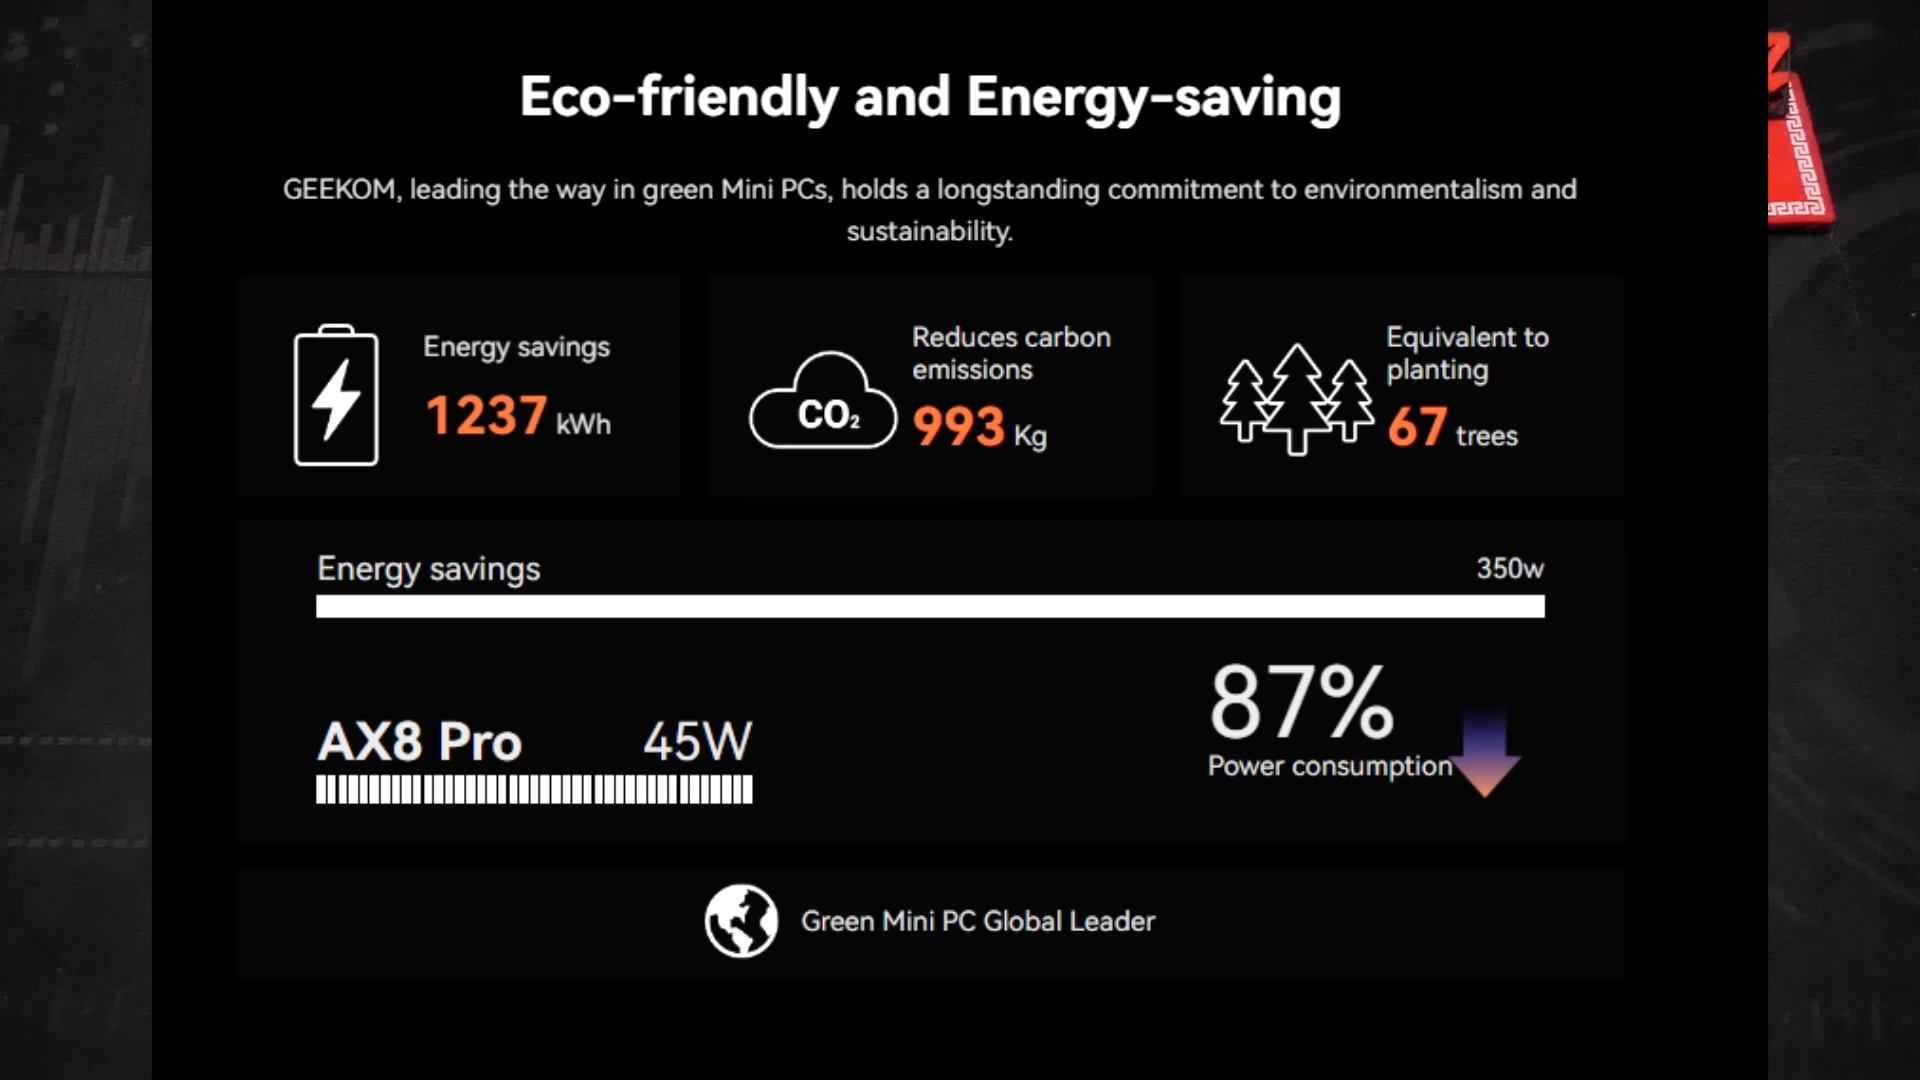 Eco-friendly and Energy-saving
GEEKOM, leading the way in green Mini PCs, holds a longstanding commitment to environmentalism and
sustainability.
Energy savings
1237 kWh
CO₂
Reduces carbon
emissions
993 Kg
Equivalent to
planting
67 trees
Energy savings 350w
AX8 Pro 45W
87%
Power consumption
Green Mini PC Global Leader